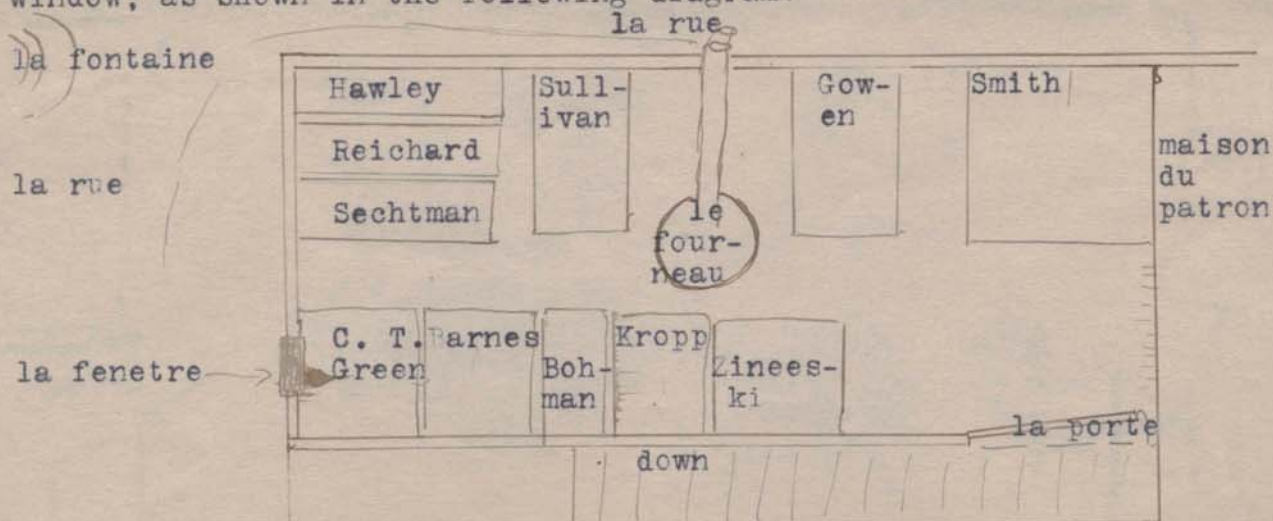 window, as shown in the following diagram.
la rue
la fontaine
Hawley
Sull-
ivan
Gow-
en
Smith
Reichard
maison
du
patron
la rue
Sechtman
le
four-
neau
C. T.
Green
Barnes
Boh-
man
Kropp
Zinees-
ki
la fenetre
la porte
down